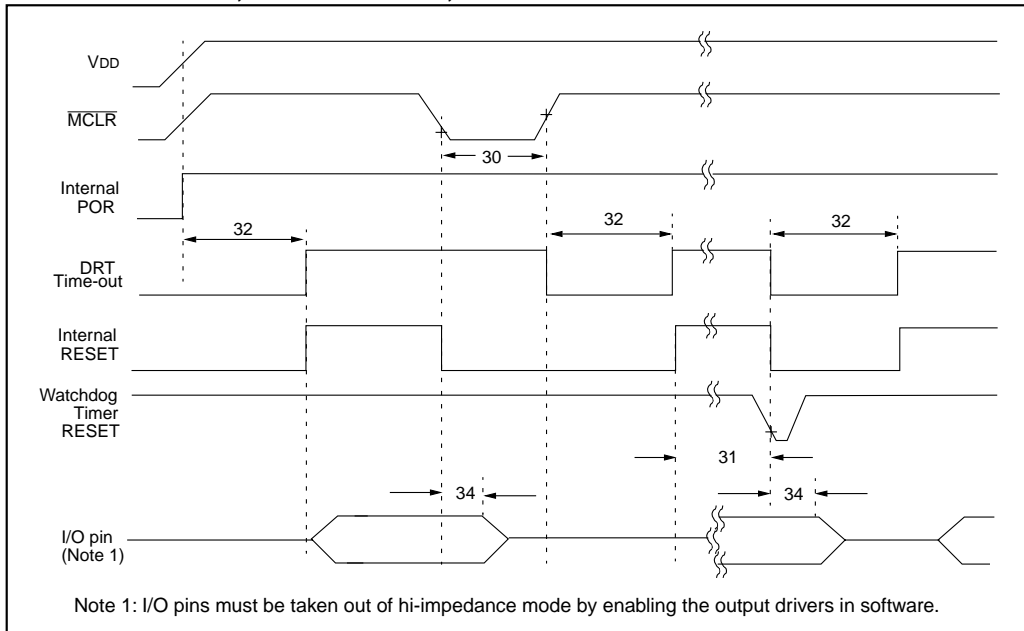 VDD
MCLR
30
Internal
POR
32
32
32
DRT
Time-out
Internal
RESET
Watchdog
Timer
RESET
31
34
34
I/O pin
(Note 1)
Note 1: I/O pins must be taken out of hi-impedance mode by enabling the output drivers in software.